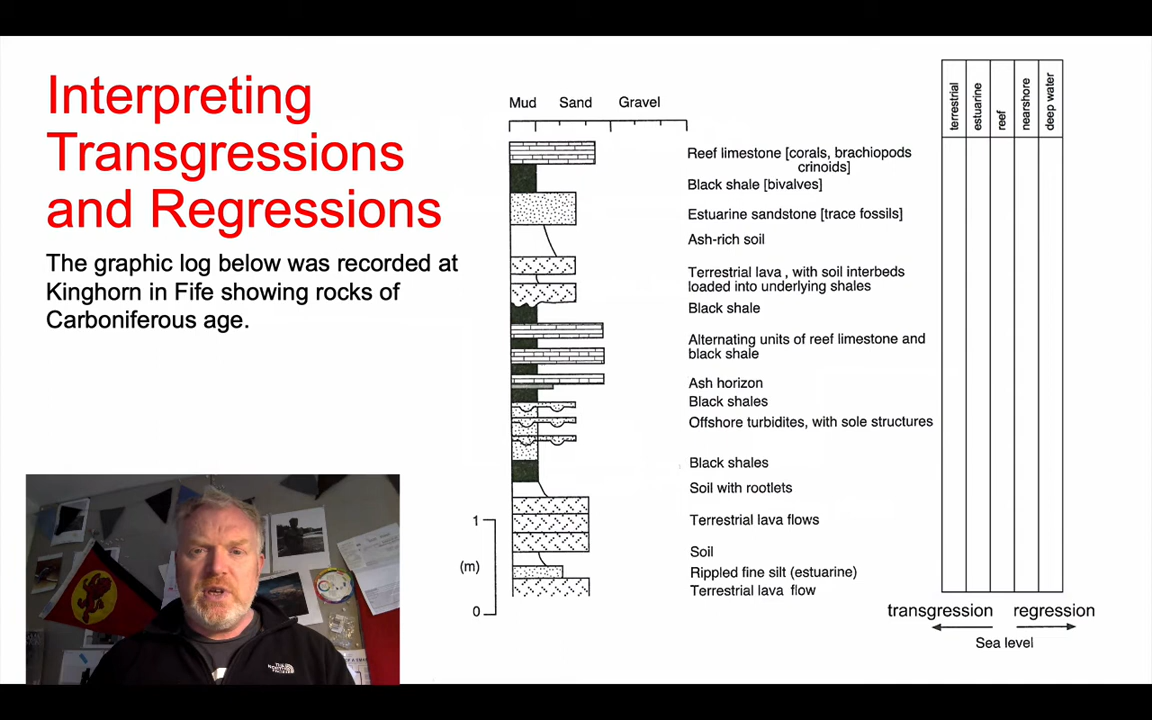 Interpreting
Transgressions
and Regressions
The graphic log below was recorded at
Kinghorn in Fife showing rocks of
Carboniferous age.
Mud Sand Gravel
Reef limestone [corals, brachiopods
crinoids]
Black shale [bivalves]
Estuarine sandstone [trace fossils]
Ash-rich soil
Terrestrial lava , with soil interbeds
loaded into underlying shales
Black shale
Alternating units of reef limestone and
black shale
Ash horizon
Black shales
Offshore turbidites, with sole structures
Black shales
Soil with rootlets
Terrestrial lava flows
Soil
Rippled fine silt (estuarine)
Terrestrial lava flow
1
(m)
0
terrestrial
estuarine
reef
nearshore
deep water
transgression regression
Sea level
THE
NORTH
FACE